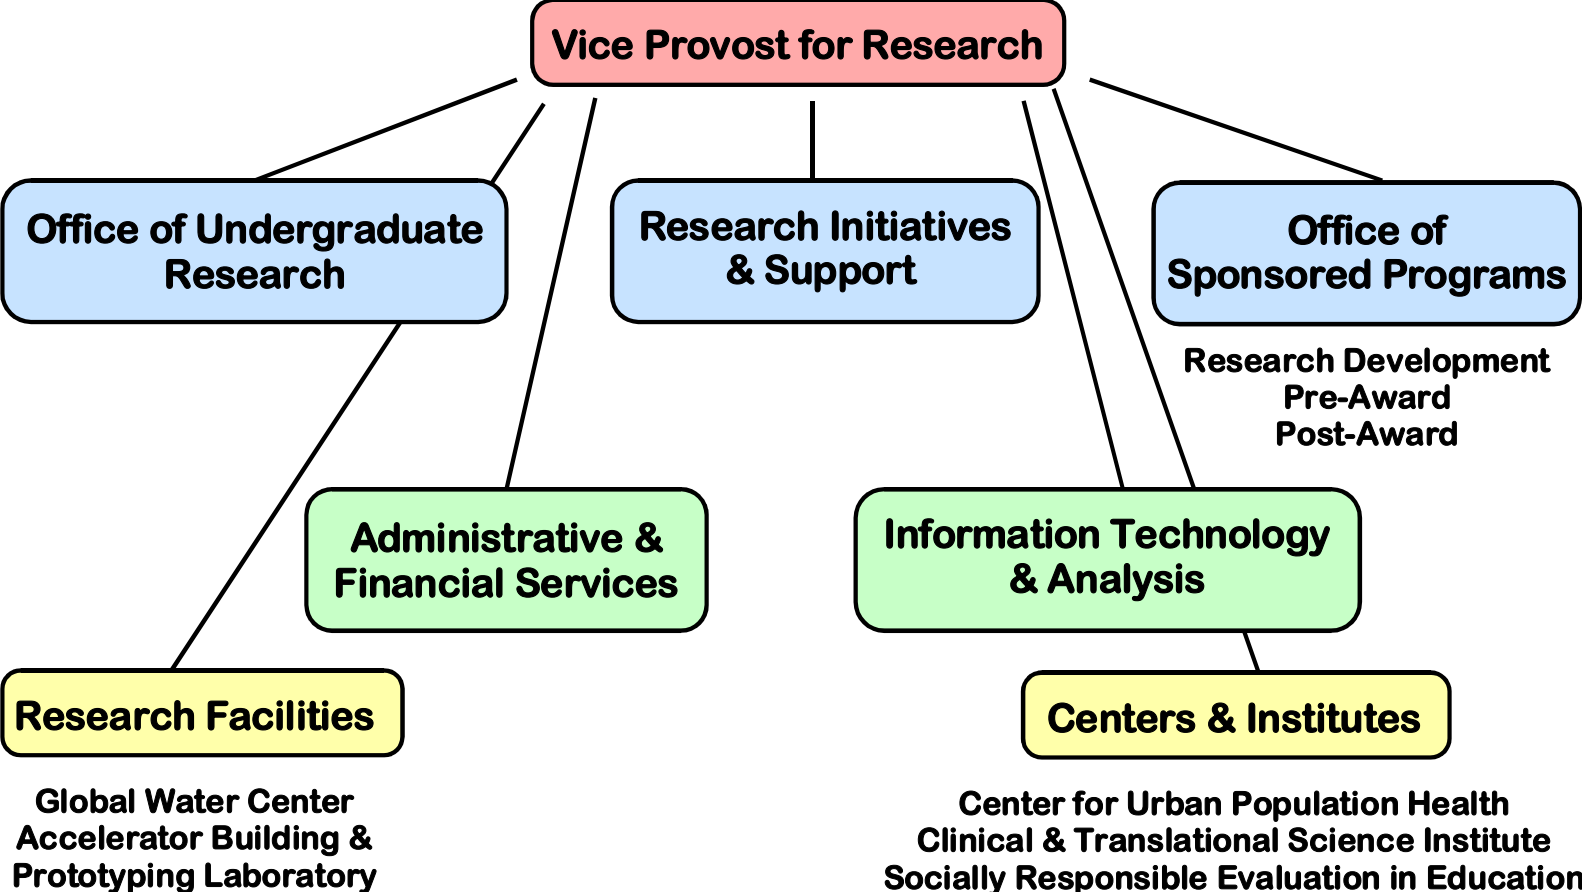 Vice Provost for Research
Office of Undergraduate
Research
Research Initiatives
& Support
Office of
Sponsored Programs
Research Development
Pre-Award
Post-Award
Administrative &
Financial Services
Information Technology
& Analysis
Research Facilities
Global Water Center
Accelerator Building &
Prototyping Laboratory
Centers & Institutes
Center for Urban Population Health
Clinical & Translational Science Institute
Socially Responsible Evaluation in Education